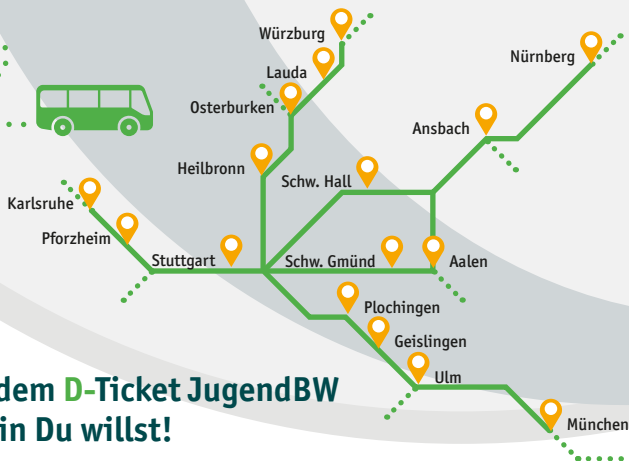 Würzburg
Nürnberg
Lauda
Osterburken
Ansbach
Heilbronn
Schw. Hall
Karlsruhe
Pforzheim
Stuttgart
Schw. Gmünd
Aalen
Plochingen
Geislingen
Ulm
dem D-Ticket JugendBW
in Du willst!
München